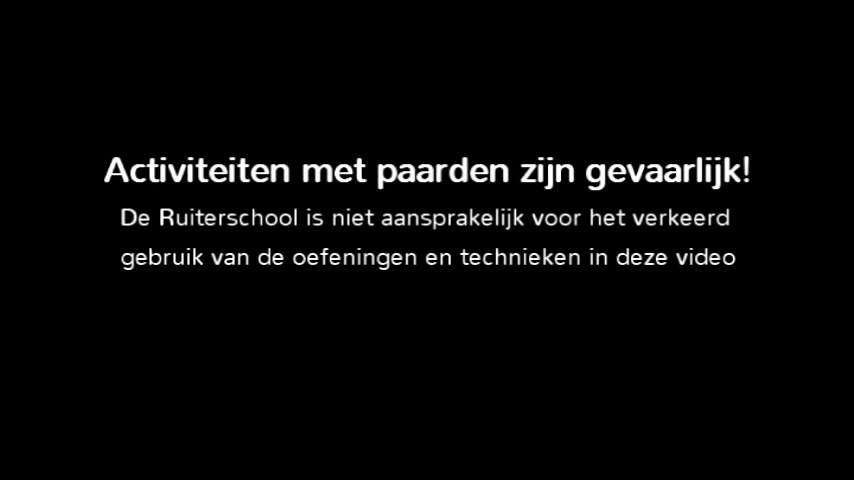 Activiteiten met paarden zijn gevaarlijk!
De Ruiterschool is niet aansprakelijk voor het verkeerd
gebruik van de oefeningen en technieken in deze video